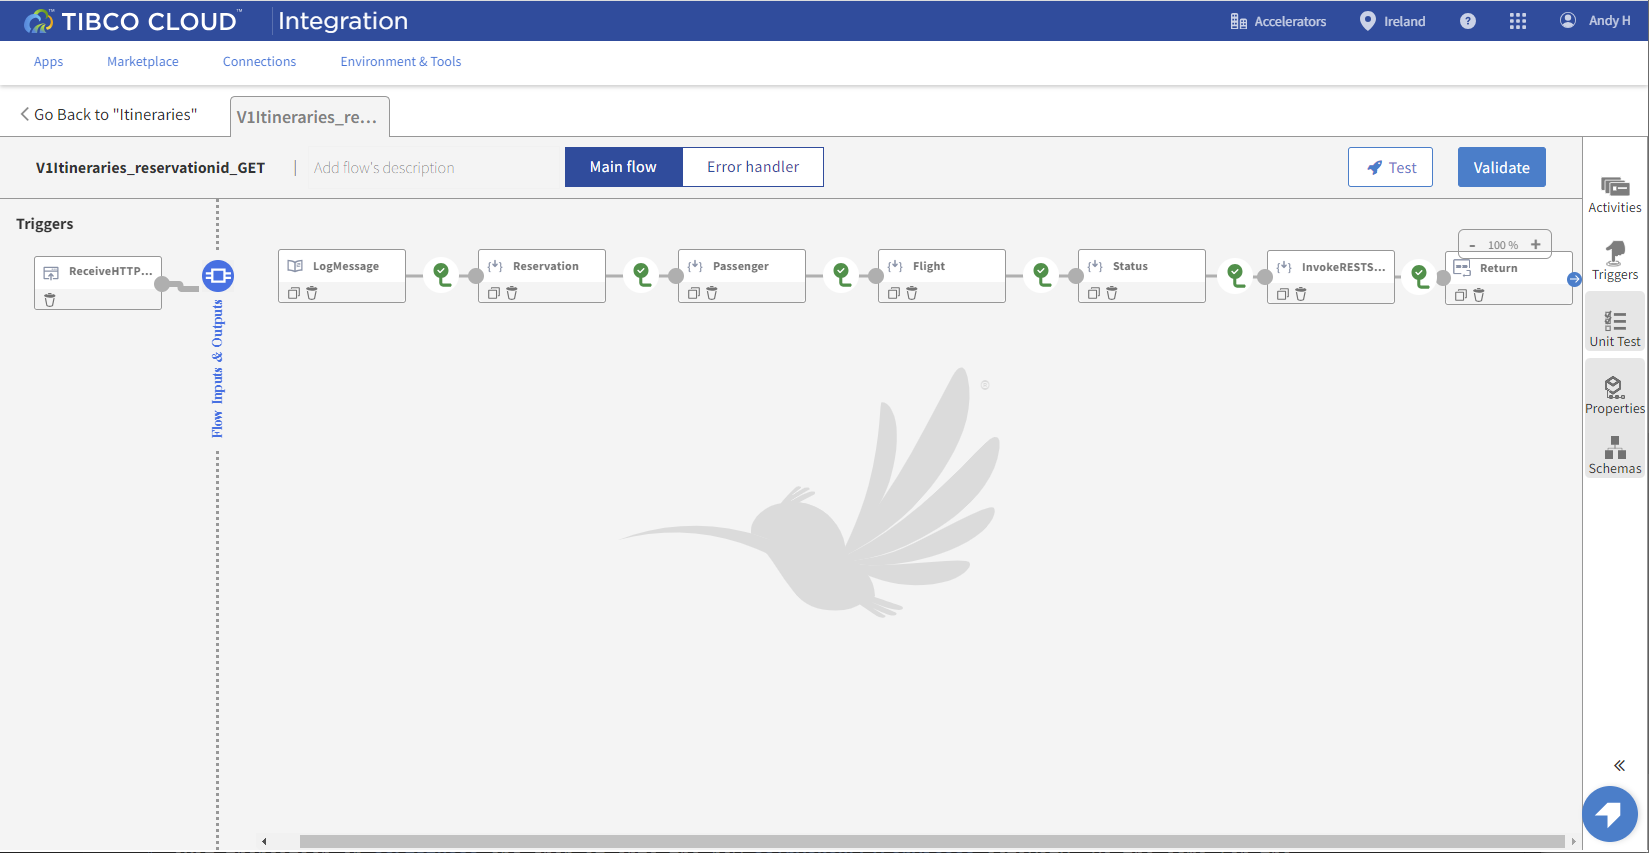 TIBCO CLOUD™ Integration
Accelerators
Ireland
?
Andy H
Apps
Marketplace
Connections
Environment & Tools
Go Back to "Itineraries"
V1Itineraries_re...
V1Itineraries_reservationid_GET
Add flow's description
Main flow
Error handler
Test
Validate
Triggers
ReceiveHTTP...
Flow Inputs & Outputs
LogMessage
Reservation
Passenger
Flight
Status
InvokeRESTS...
Return
- 100 % +
®
Activities
Triggers
Unit Test
Properties
Schemas